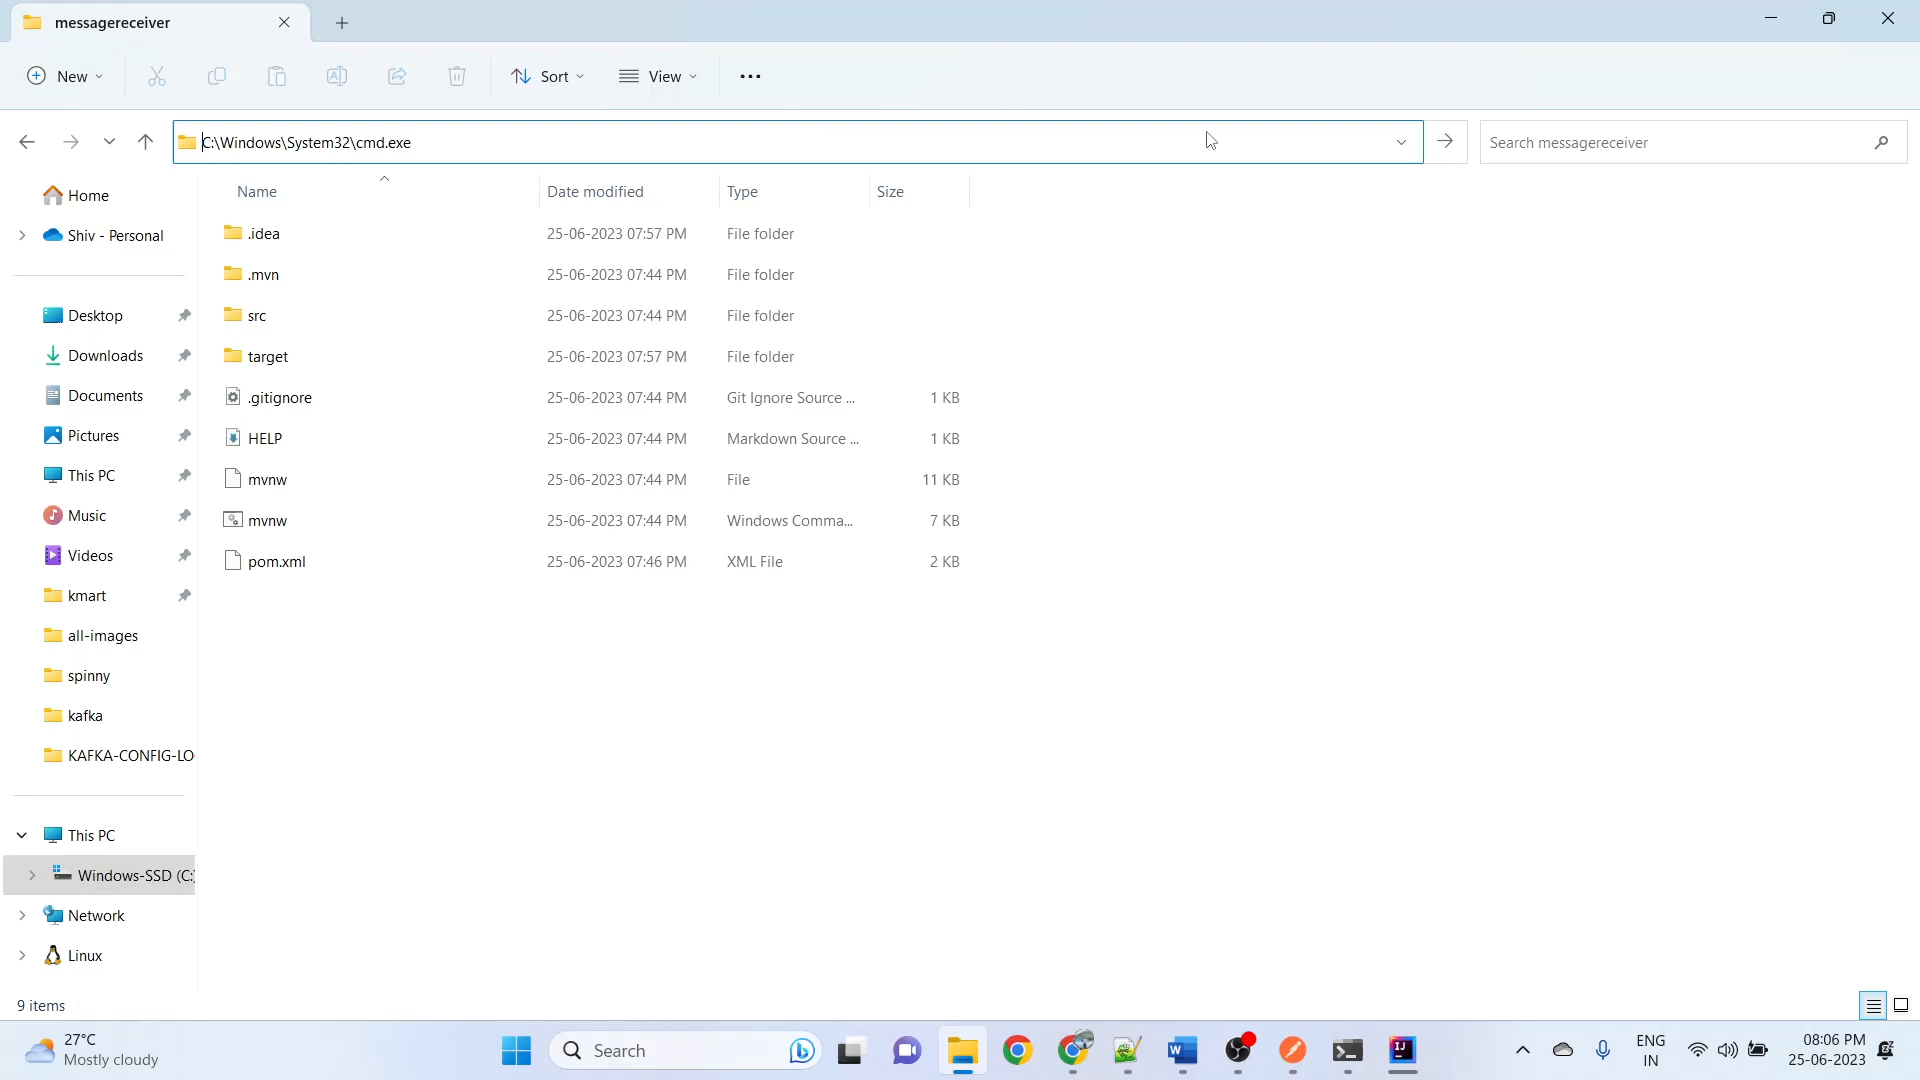 messagereceiver
New
Sort
View
C:\Windows\System32\cmd.exe
Search messagereceiver
Name Date modified Type Size
Home
Shiv - Personal
Desktop
Downloads
Documents
Pictures
This PC
Music
Videos
kmart
all-images
spinny
kafka
KAFKA-CONFIG-LO
This PC
Windows-SSD (C:)
Network
Linux
.idea 25-06-2023 07:57 PM File folder
.mvn 25-06-2023 07:44 PM File folder
src 25-06-2023 07:44 PM File folder
target 25-06-2023 07:57 PM File folder
.gitignore 25-06-2023 07:44 PM Git Ignore Source ... 1 KB
HELP 25-06-2023 07:44 PM Markdown Source ... 1 KB
mvnw 25-06-2023 07:44 PM File 11 KB
mvnw 25-06-2023 07:44 PM Windows Comma... 7 KB
pom.xml 25-06-2023 07:46 PM XML File 2 KB
9 items
27°C
Mostly cloudy
Search
ENG
IN
08:06 PM
25-06-2023